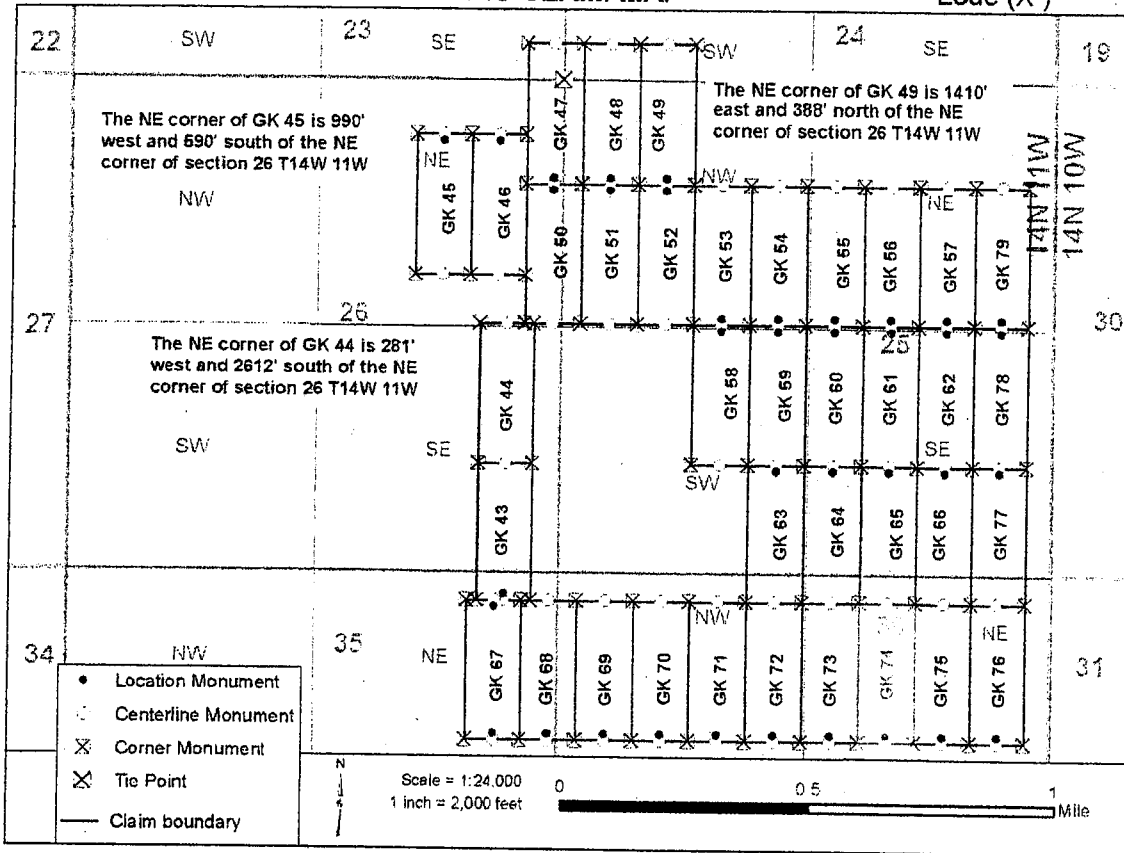 Lode (X )
22
SW
23
SE
SW
24
SE
19
The NE corner of GK 45 is 990'
west and 590' south of the NE
corner of section 26 T14W 11W
The NE corner of GK 49 is 1410'
east and 388' north of the NE
corner of section 26 T14W 11W
GK 47
GK 48
GK 49
NE
NW
NW
NE
14N 11W
14N 10W
GK 45
GK 46
GK 50
GK 51
GK 52
GK 53
GK 54
GK 55
GK 56
GK 57
GK 79
27
26
25
30
The NE corner of GK 44 is 281'
west and 2612' south of the NE
corner of section 26 T14W 11W
GK 44
GK 58
GK 59
GK 60
GK 61
GK 62
GK 78
SW
SE
SE
SW
GK 43
GK 63
GK 64
GK 65
GK 66
GK 77
34
NW
35
NE
NW
NE
31
GK 67
GK 68
GK 69
GK 70
GK 71
GK 72
GK 73
GK 74
GK 75
GK 76
Location Monument
Centerline Monument
Corner Monument
Tie Point
Claim boundary
N
Scale = 1:24,000
1 inch = 2,000 feet
0
0 5
1
Mile